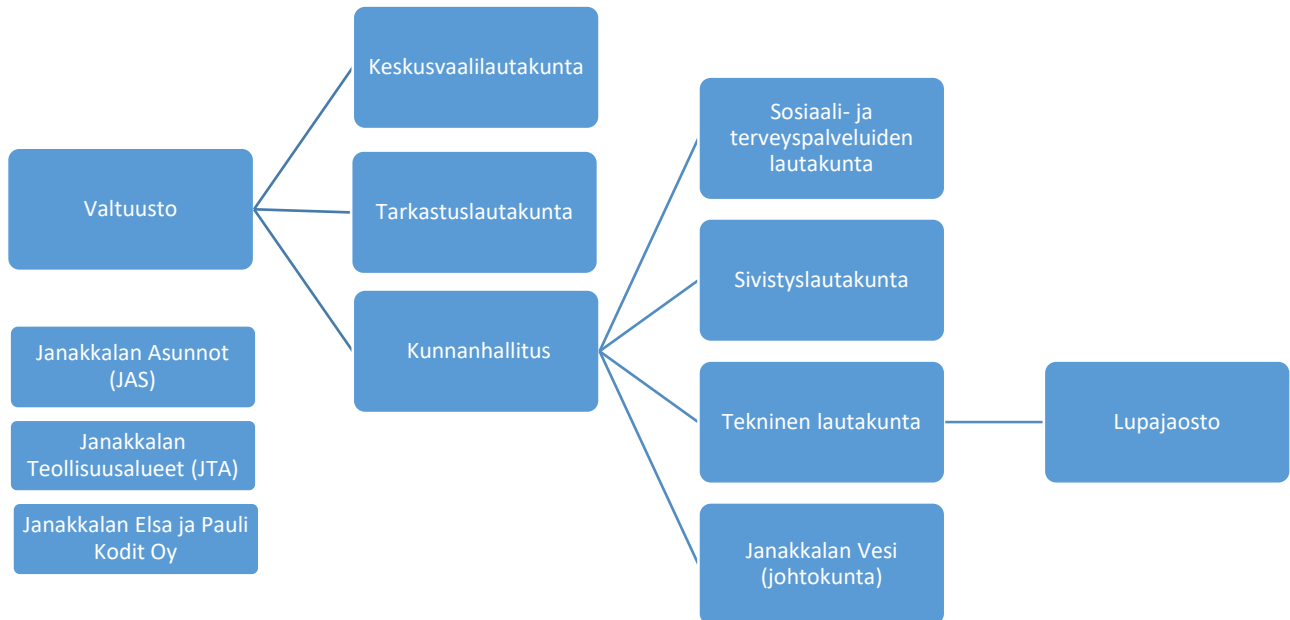 Keskusvaalilautakunta
Valtuusto
Tarkastuslautakunta
Kunnanhallitus
Sosiaali- ja
terveyspalveluiden
lautakunta
Sivistyslautakunta
Tekninen lautakunta
Lupajaosto
Janakkalan Vesi
(johtokunta)
Janakkalan Asunnot
(JAS)
Janakkalan
Teollisuusalueet (JTA)
Janakkalan Elsa ja Pauli
Kodit Oy